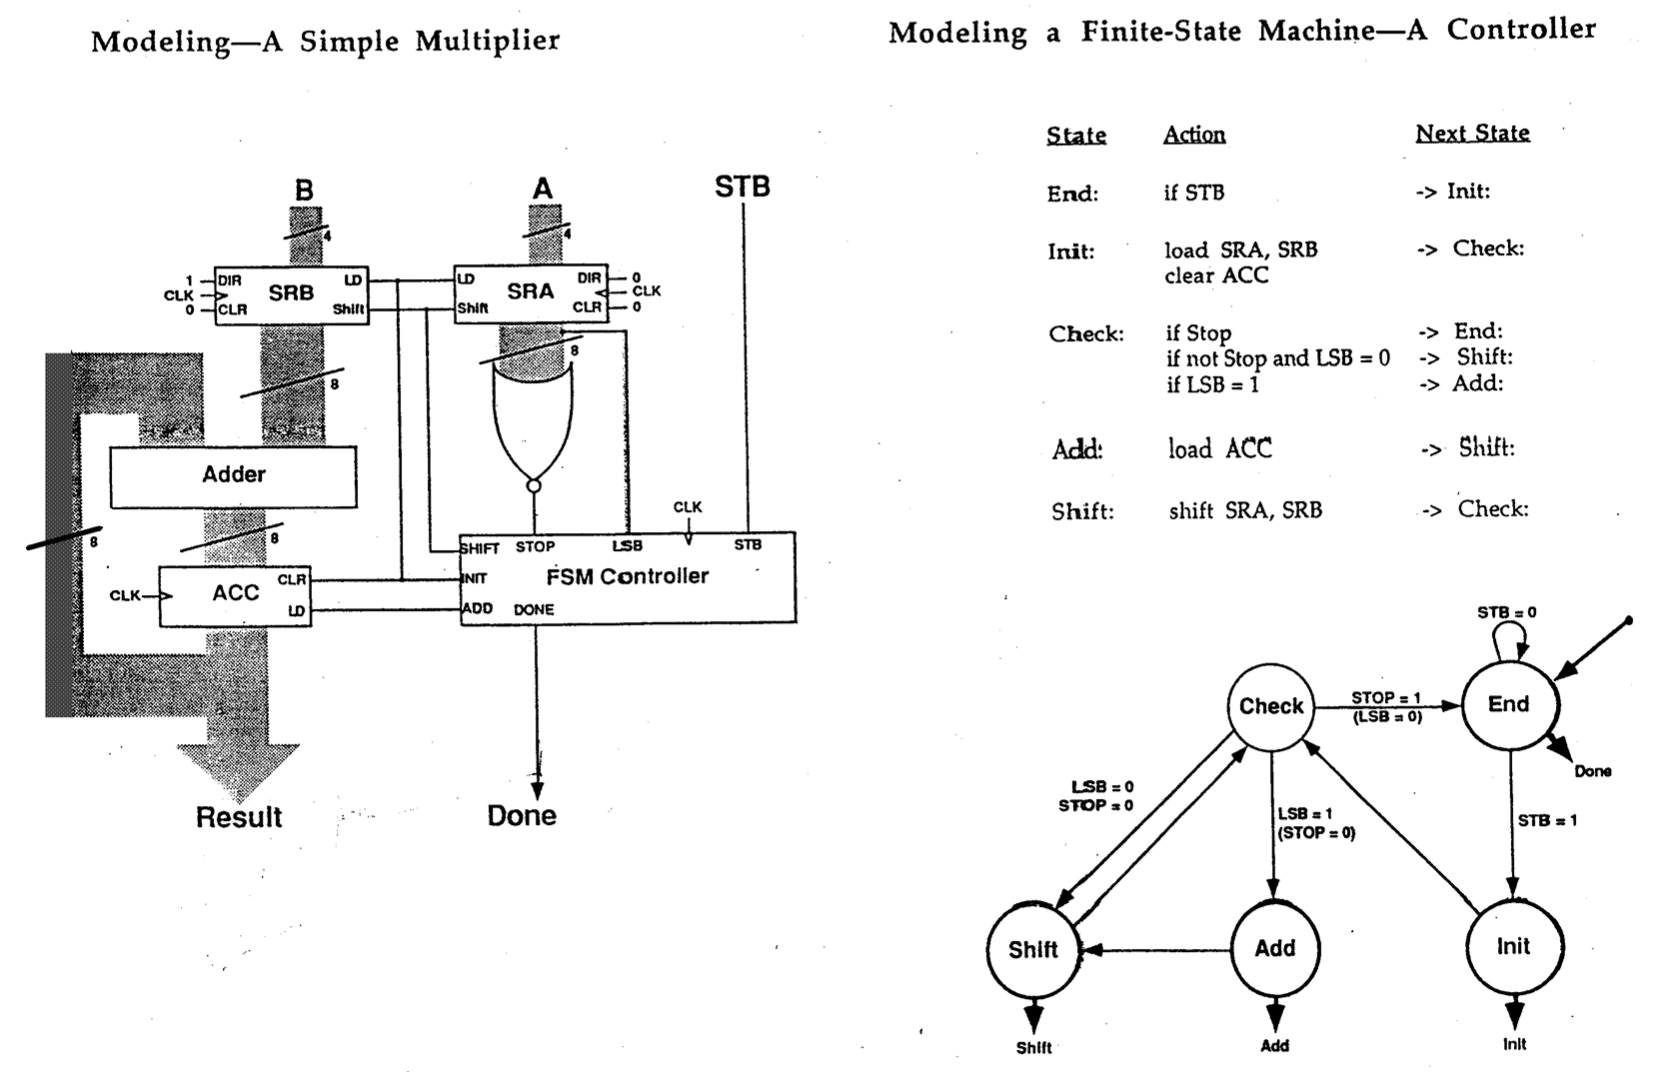 Modeling—A Simple Multiplier
B
A
STB
4
4
1
DIR
LD
CLK
SRB
0
CLR
Shift
LD
DIR
0
SRA
CLK
Shift
CLR
0
8
8
Adder
8
8
CLK
SHIFT
STOP
LSB
STB
CLR
INIT
FSM Controller
CLK
ACC
LD
ADD
DONE
Result
Done
Modeling a Finite-State Machine—A Controller
State Action Next State
End: if STB -> Init:
Init: load SRA, SRB -> Check:
clear ACC
Check: if Stop -> End:
if not Stop and LSB = 0 -> Shift:
if LSB = 1 -> Add:
Add: load ACC -> Shift:
Shift: shift SRA, SRB -> Check:
STB = 0
Check
STOP = 1
(LSB = 0)
End
Done
LSB = 0
STOP = 0
LSB = 1
(STOP = 0)
STB = 1
Shift
Add
Init
Shift
Add
Init